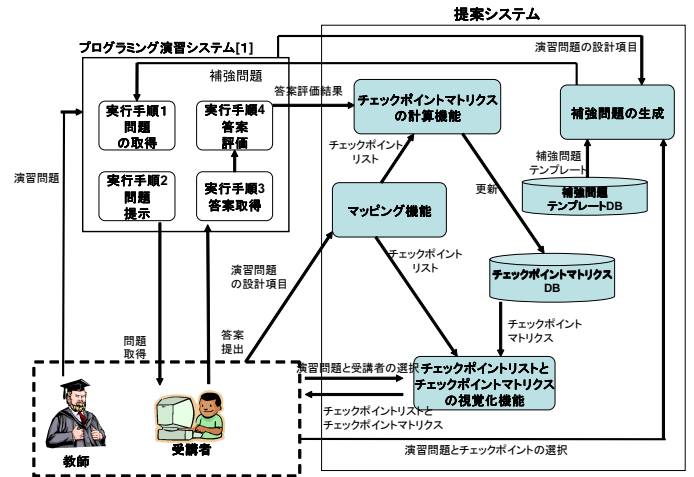 提案システム
プログラミング演習システム[1]
演習問題の設計項目
補強問題
実行手順1
問題
の取得
実行手順4
答案
評価
答案評価結果
チェックポイントマトリクス
の計算機能
補強問題の生成
チェックポイント
リスト
補強問題
テンプレート
演習問題
実行手順2
問題
提示
実行手順3
答案取得
マッピング機能
更新
補強問題
テンプレートDB
演習問題
の設計項目
チェックポイント
リスト
チェックポイントマトリクス
DB
問題
取得
答案
提出
チェックポイント
マトリクス
演習問題と受講者の選択
チェックポイントリストと
チェックポイントマトリクス
の視覚化機能
チェックポイントリストと
チェックポイントマトリクス
教師
受講者
演習問題とチェックポイントの選択